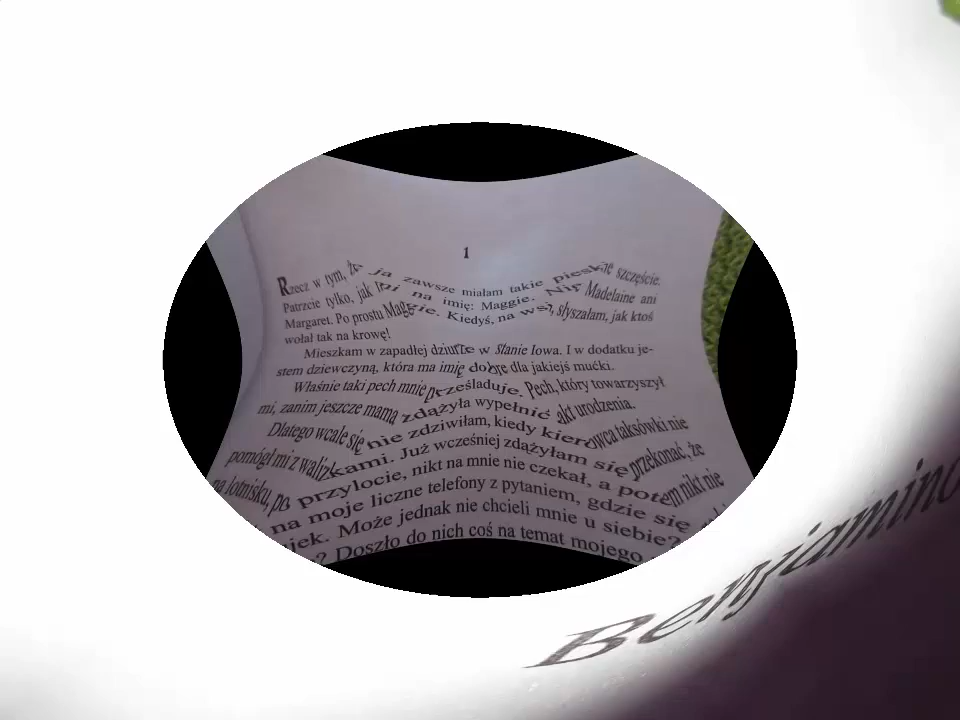 1
Rzecz w tym, że ja zawsze miałam takie pieskie szczęście.
Patrzcie tylko, jak mi na imię: Maggie. Nie Madelaine ani
Margaret. Po prostu Maggie. Kiedyś, na wsi, słyszałam, jak ktoś
wołał tak na krowę!
Mieszkam w zapadłej dziurze w stanie Iowa. I w dodatku je-
stem dziewczyną, która ma imię dobre dla jakiejś mućki.
Właśnie taki pech mnie prześladuje. Pech, który towarzyszył
mi, zanim jeszcze mama zdążyła wypełnić akt urodzenia.
Dlatego wcale się nie zdziwiłam, kiedy kierowca taksówki nie
pomógł mi z walizkami. Już wcześniej zdążyłam się przekonać, że
na lotnisku, po przylocie, nikt na mnie nie czekał, a potem nikt nie
na moje liczne telefony z pytaniem, gdzie się
Może jednak nie chcieli mnie u siebie?
? Doszło do nich coś na temat mojego
Benjamino